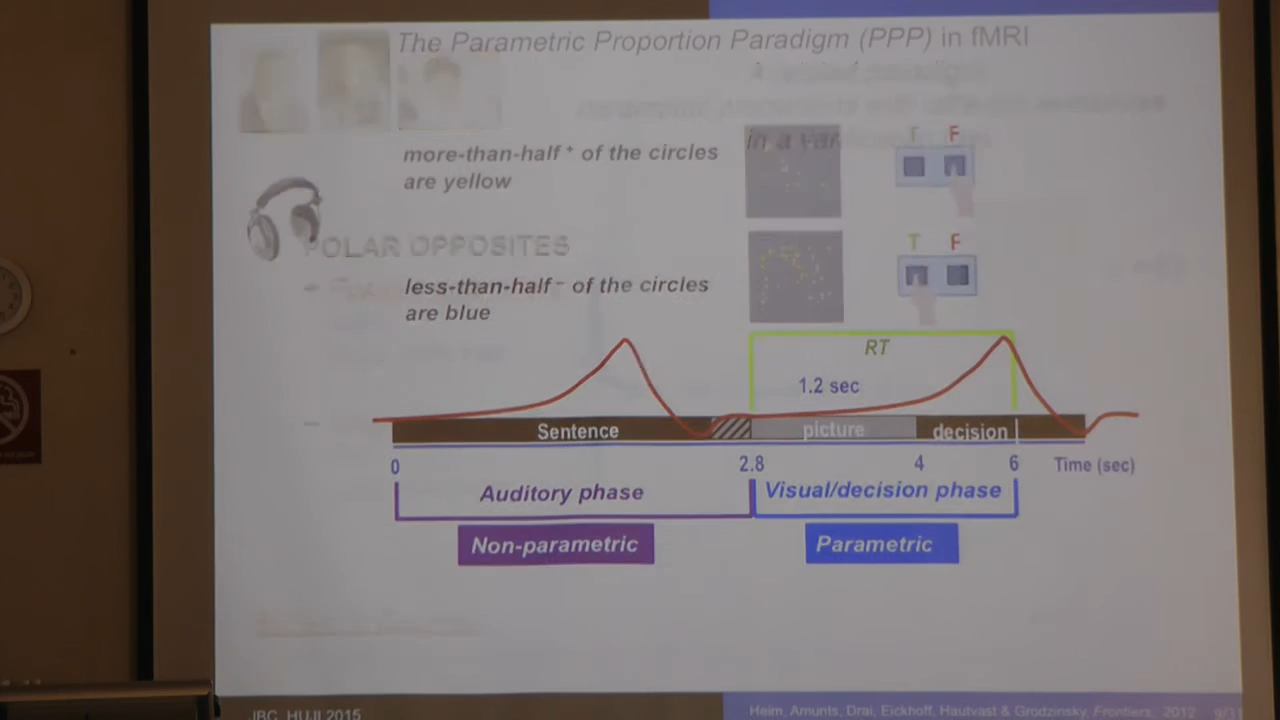 The Parametric Proportion Paradigm (PPP) in fMRI
in a
more-than-half + of the circles
are yellow
T F
POLAR OPPOSITES
T F
less-than-half – of the circles
are blue
RT
1.2 sec
Sentence
picture
decision
0
2.8
4
6
Time (sec)
Auditory phase
Visual/decision phase
Non-parametric
Parametric
JBC, HUJI 2015
Heim, Amunts, Drai, Eickhoff, Hautvast & Grodzinsky, Frontiers, 2012